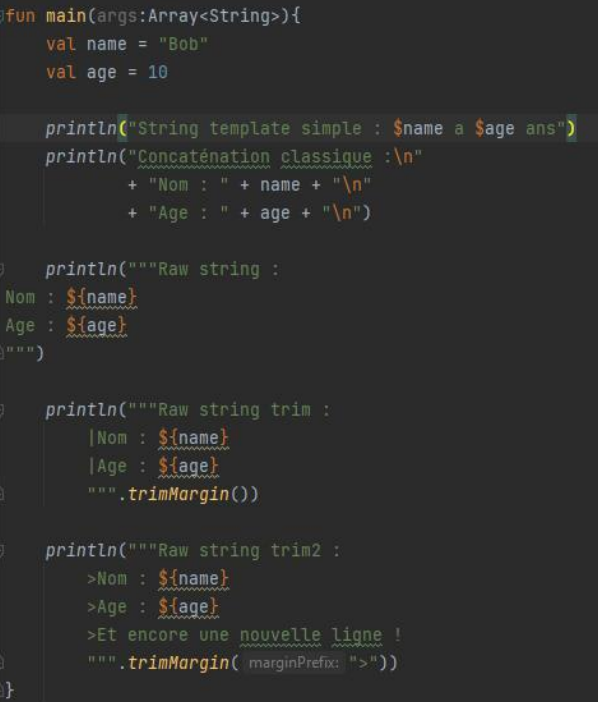 fun main(args:Array<String>){
    val name = "Bob"
    val age = 10

    println("String template simple : $name a $age ans")
    println("Concaténation classique :\n"
            + "Nom : " + name + "\n"
            + "Age : " + age + "\n")

    println("""Raw string :
Nom : ${name}
Age : ${age}
""")

    println("""Raw string trim :
        |Nom : ${name}
        |Age : ${age}
        """.trimMargin())

    println("""Raw string trim2 :
        >Nom : ${name}
        >Age : ${age}
        >Et encore une nouvelle ligne !
        """.trimMargin( marginPrefix: ">"))
}